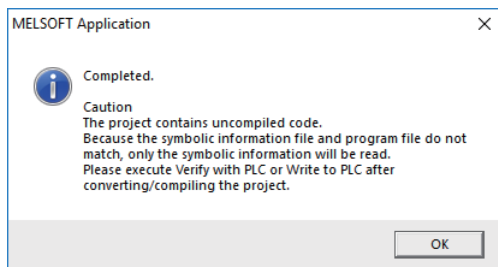 MELSOFT Application
Completed.
Caution
The project contains uncompiled code.
Because the symbolic information file and program file do not
match, only the symbolic information will be read.
Please execute Verify with PLC or Write to PLC after
converting/compiling the project.
OK